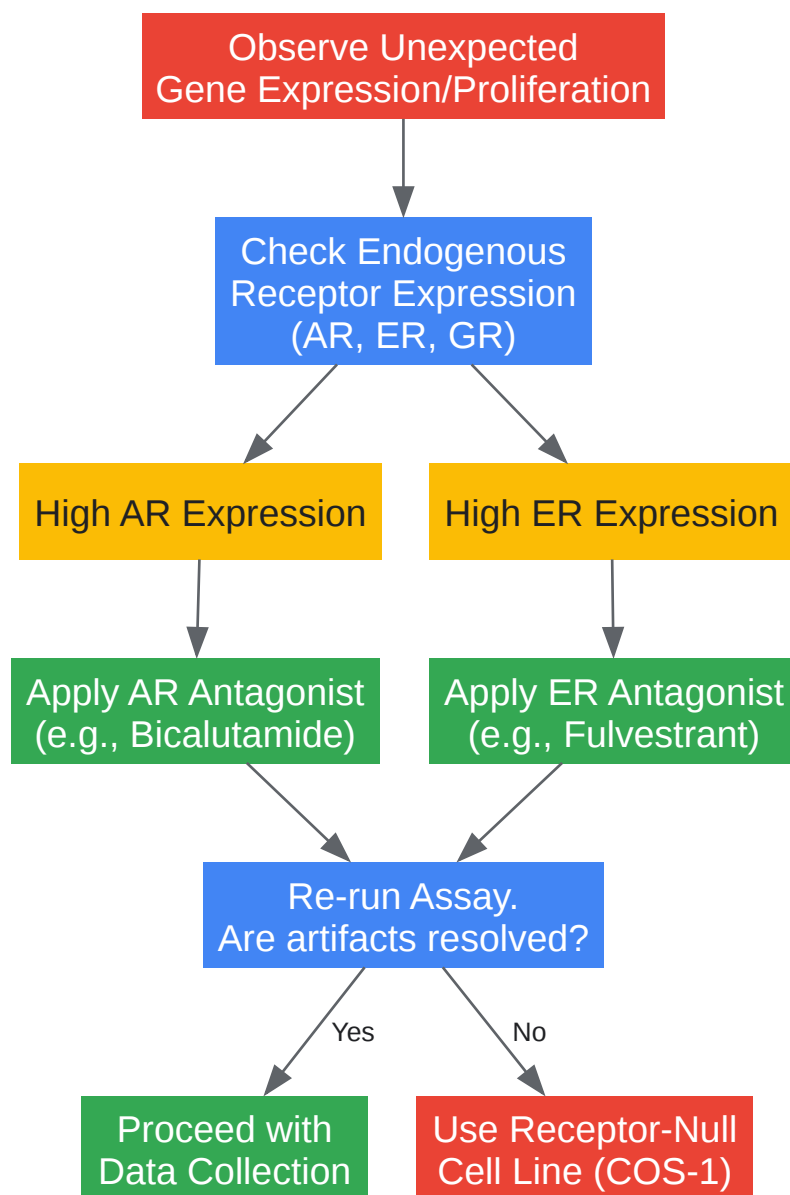 Observe Unexpected
Gene Expression/Proliferation
Check Endogenous
Receptor Expression
(AR, ER, GR)
High AR Expression
High ER Expression
Apply AR Antagonist
(e.g., Bicalutamide)
Apply ER Antagonist
(e.g., Fulvestrant)
Re-run Assay.
Are artifacts resolved?
Yes
No
Proceed with
Data Collection
Use Receptor-Null
Cell Line (COS-1)